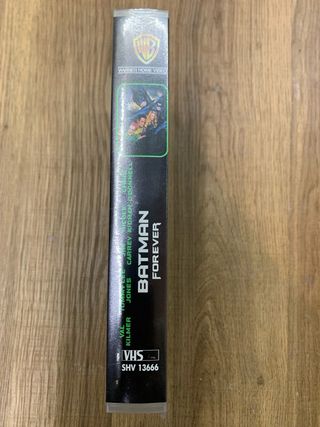 WB
WARNER HOME VIDEO
VAL TOMMY LEE JIM NICOLE CHRIS
KILMER JONES CARREY KIDMAN O'DONNELL
BATMAN
FOREVER
VHS
SHV 13666